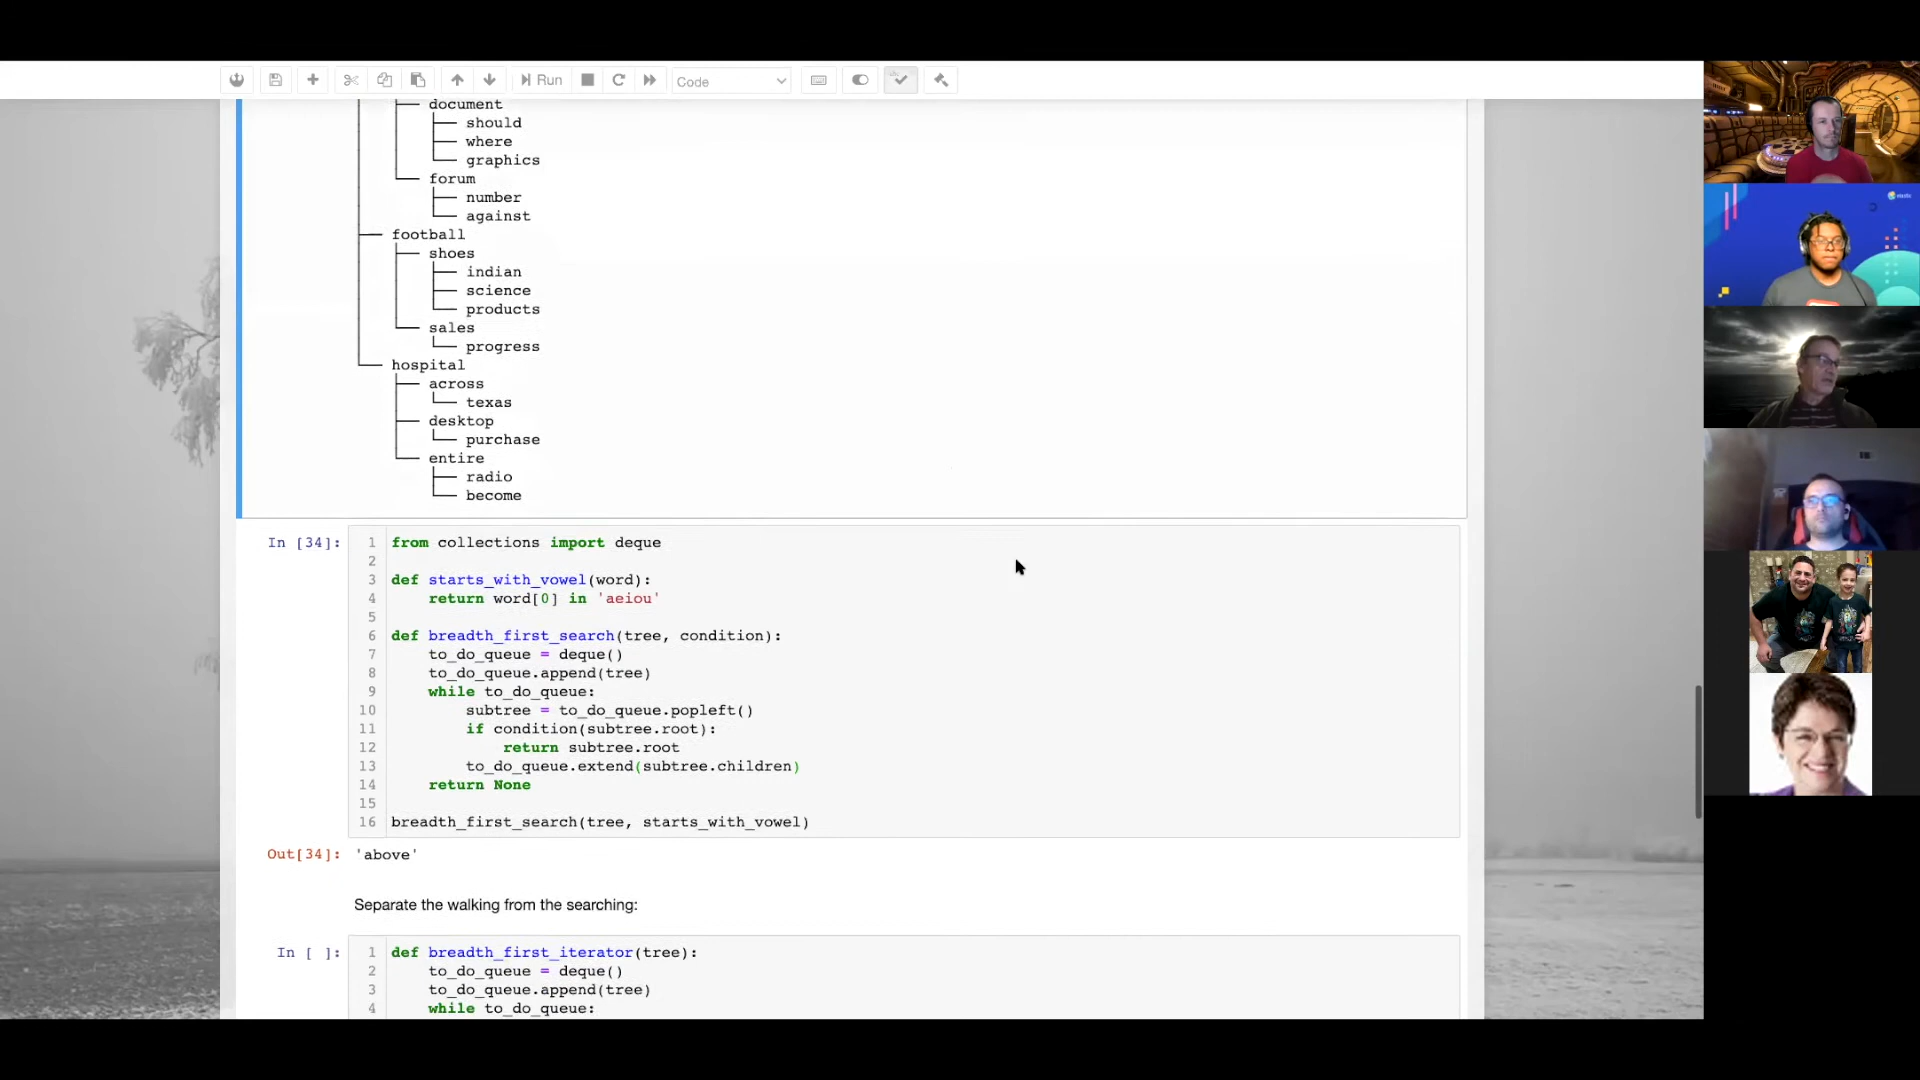 Run
Code
document
should
where
graphics
forum
number
against
football
shoes
indian
science
products
sales
progress
hospital
across
texas
desktop
purchase
entire
radio
become
In [34]:
1 from collections import deque
2
3 def starts_with_vowel(word):
4 return word[0] in 'aeiou'
5
6 def breadth_first_search(tree, condition):
7 to_do_queue = deque()
8 to_do_queue.append(tree)
9 while to_do_queue:
10 subtree = to_do_queue.popleft()
11 if condition(subtree.root):
12 return subtree.root
13 to_do_queue.extend(subtree.children)
14 return None
15
16 breadth_first_search(tree, starts_with_vowel)
Out[34]: 'above'
Separate the walking from the searching:
In [ ]:
1 def breadth_first_iterator(tree):
2 to_do_queue = deque()
3 to_do_queue.append(tree)
4 while to_do_queue: